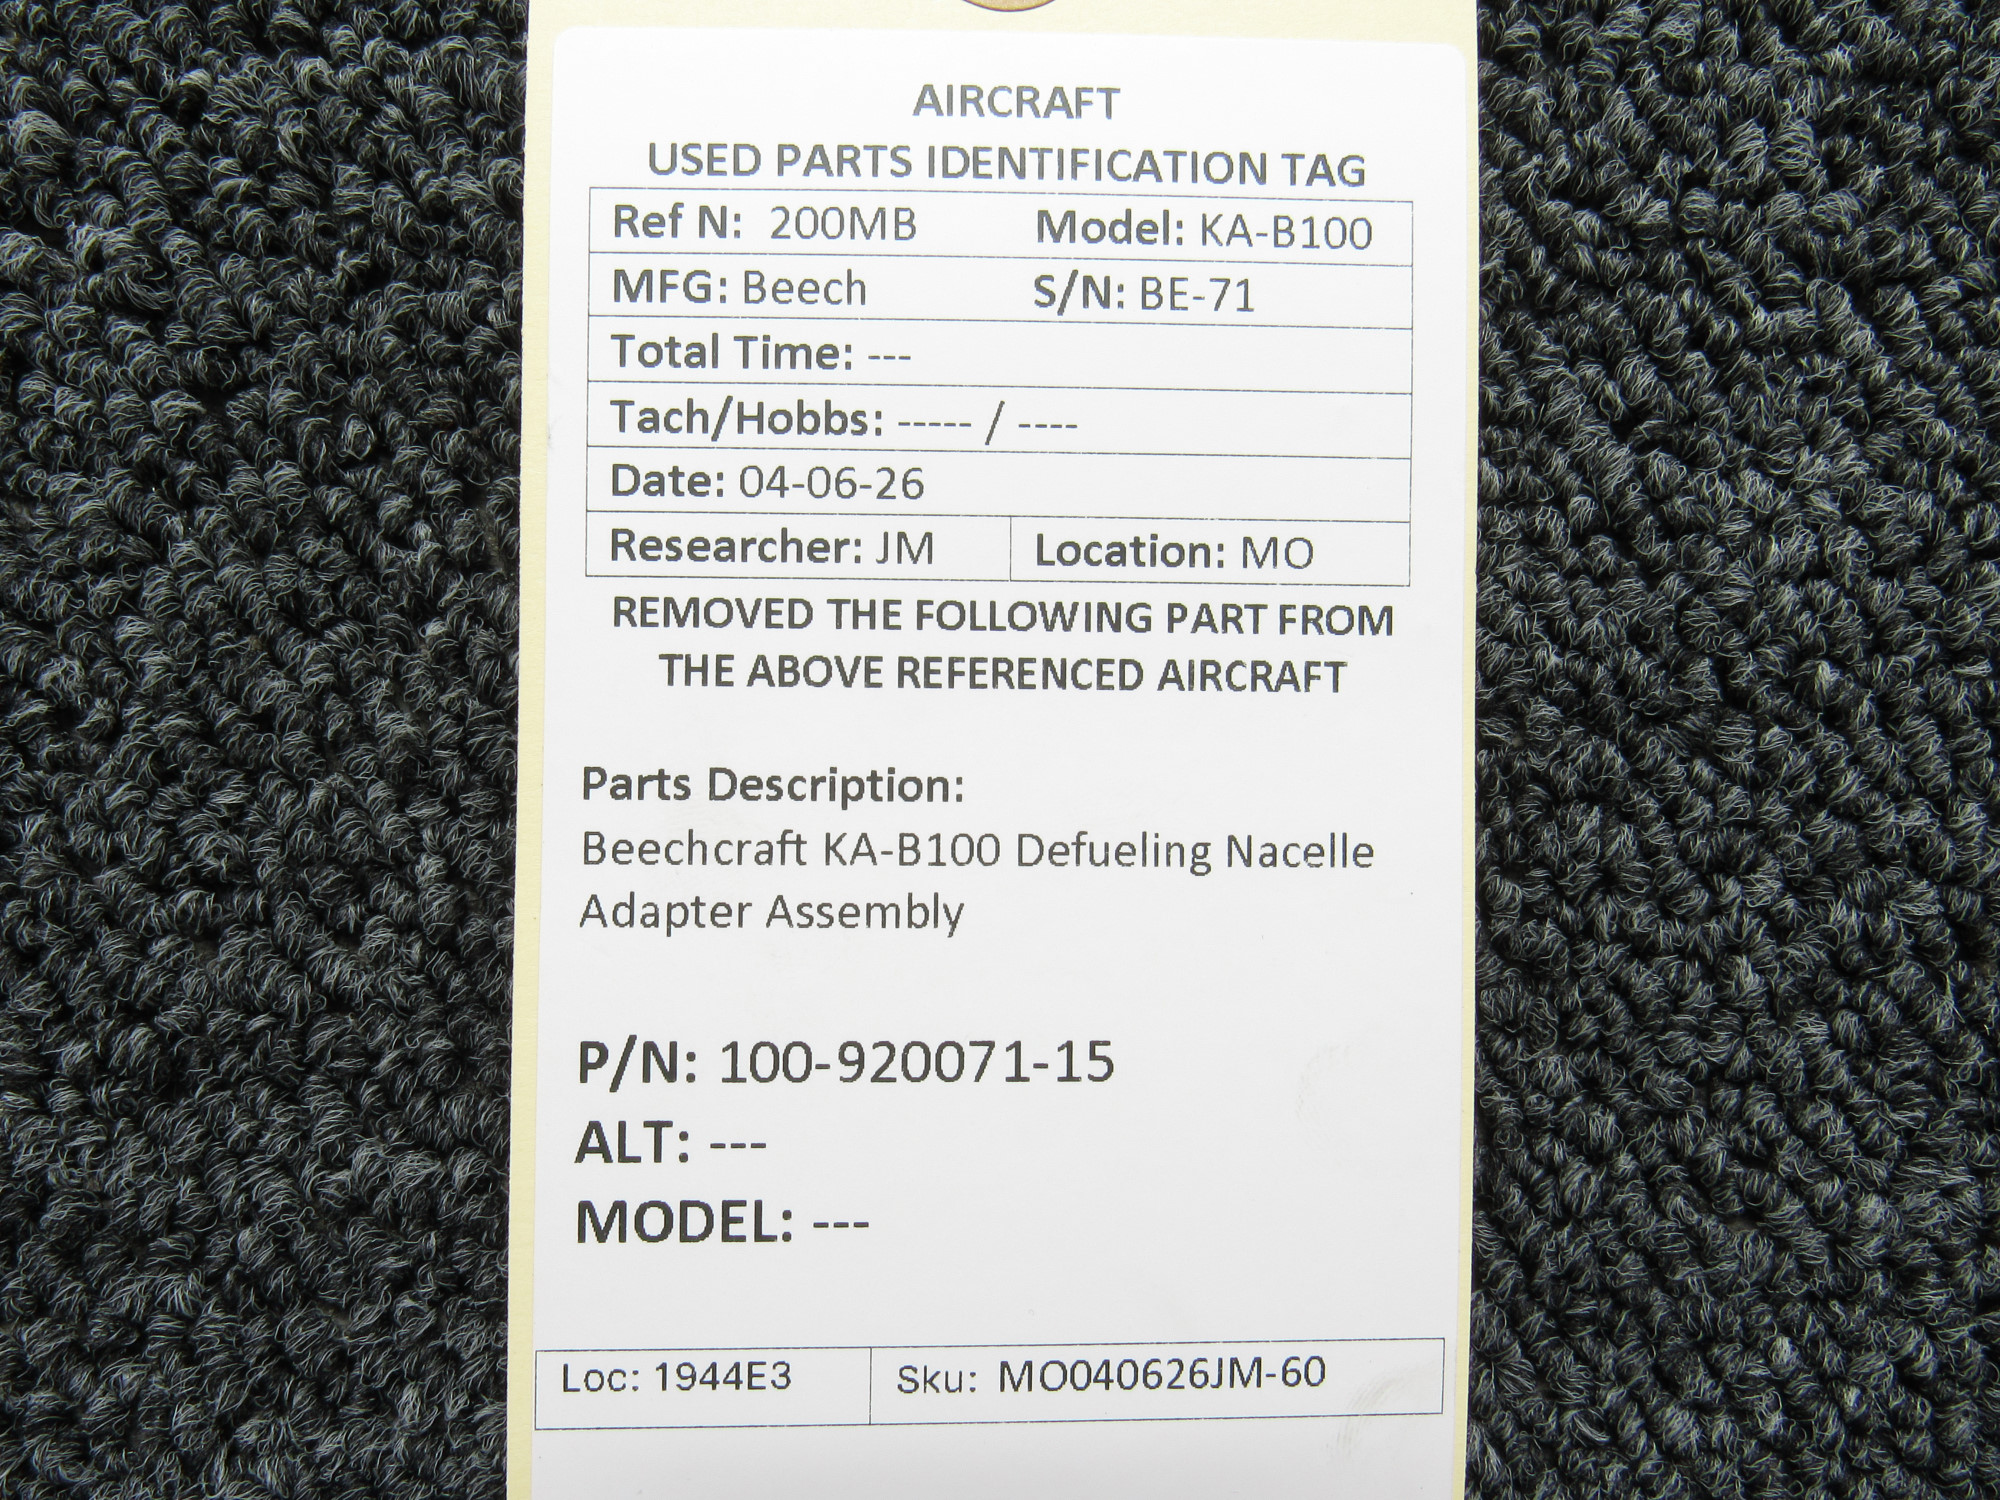 AIRCRAFT
USED PARTS IDENTIFICATION TAG
Ref N: 200MB Model: KA-B100
MFG: Beech S/N: BE-71
Total Time: ---
Tach/Hobbs: ----- / ----
Date: 04-06-26
Researcher: JM Location: MO
REMOVED THE FOLLOWING PART FROM
THE ABOVE REFERENCED AIRCRAFT
Parts Description:
Beechcraft KA-B100 Defueling Nacelle
Adapter Assembly
P/N: 100-920071-15
ALT: ---
MODEL: ---
Loc: 1944E3 Sku: MO040626JM-60